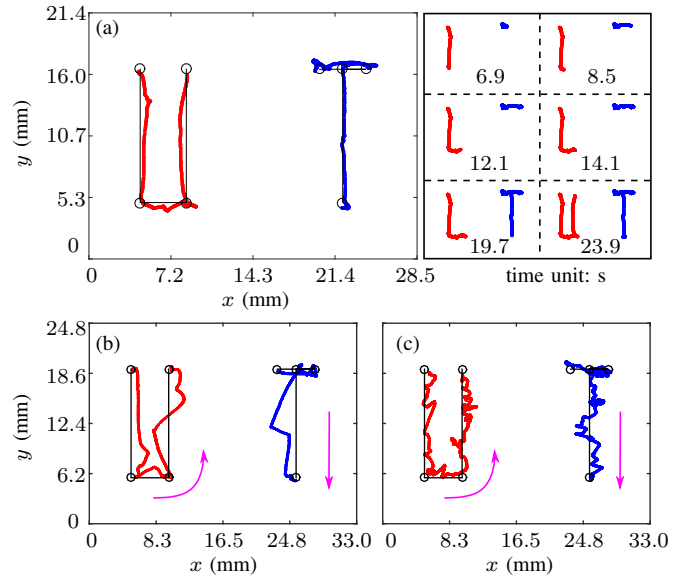 (a)
21.4
16.0
10.7
5.3
0
y (mm)
0 7.2 14.3 21.4 28.5
x (mm)
6.9 8.5
12.1 14.1
19.7 23.9
time unit: s
(b)
24.8
18.6
12.4
6.2
0
y (mm)
0 8.3 16.5 24.8 33.0
x (mm)
(c)
0 8.3 16.5 24.8 33.0
x (mm)